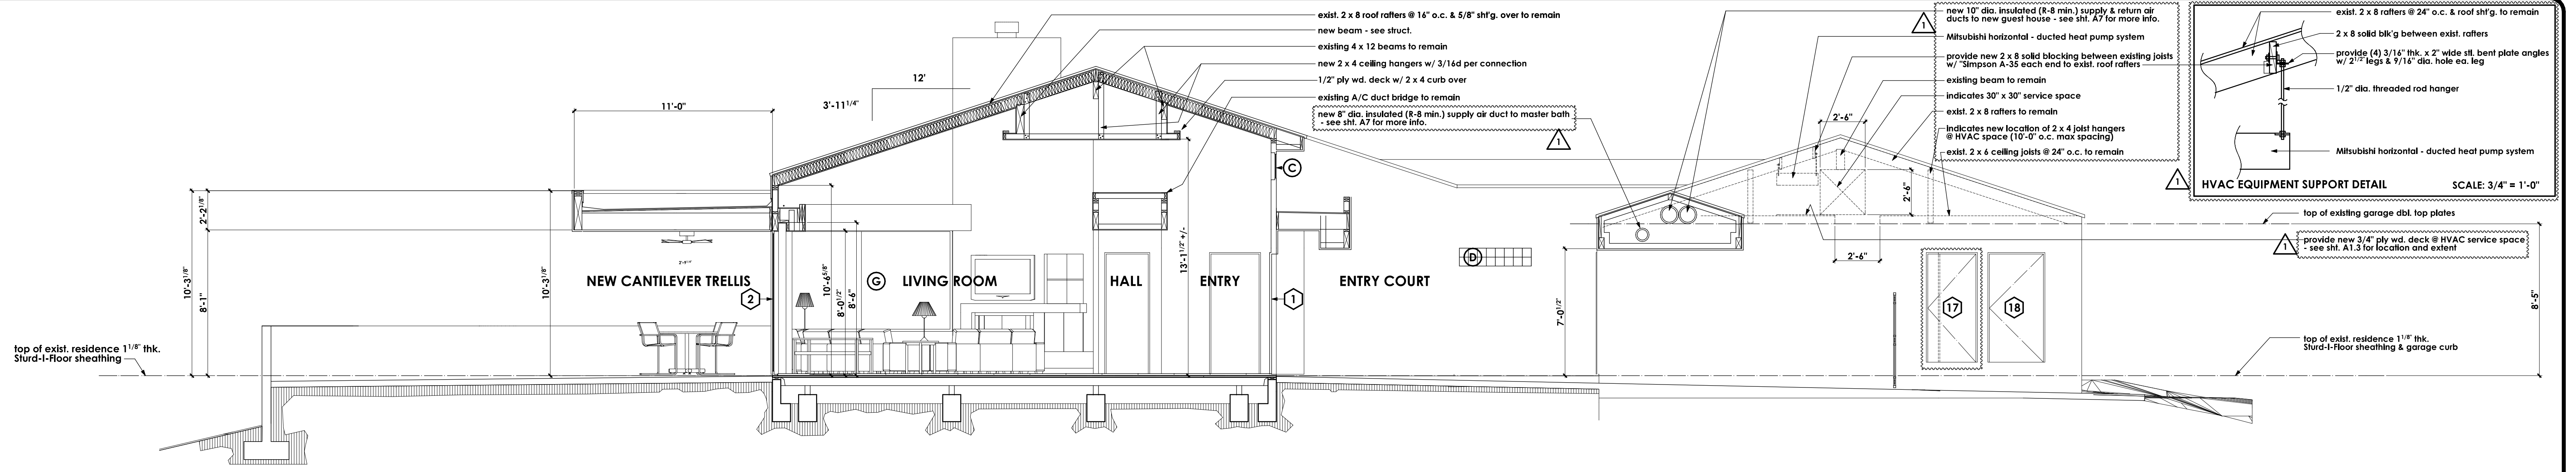 exist. 2 x 8 roof rafters @ 16" o.c. & 5/8" sht'g. over to remain
new beam - see struct.
existing 4 x 12 beams to remain
new 2 x 4 ceiling hangers w/ 3/16d per connection
1/2" ply wd. deck w/ 2 x 4 curb over
existing A/C duct bridge to remain
new 8" dia. insulated (R-8 min.) supply air duct to master bath
- see sht. A7 for more info.
1
12'
3'-11 1/4"
11'-0"
1
new 10" dia. insulated (R-8 min.) supply & return air
ducts to new guest house - see sht. A7 for more info.
Mitsubishi horizontal - ducted heat pump system
provide new 2 x 8 solid blocking between existing joists
w/ "Simpson A-35 each end to exist. roof rafters
existing beam to remain
indicates 30" x 30" service space
exist. 2 x 8 rafters to remain
indicates new location of 2 x 4 joist hangers
@ HVAC space (10'-0" o.c. max spacing)
exist. 2 x 6 ceiling joists @ 24" o.c. to remain
exist. 2 x 8 rafters @ 24" o.c. & roof sht'g. to remain
2 x 8 solid blk'g between exist. rafters
provide (4) 3/16" thk. x 2" wide stl. bent plate angles
w/ 2 1/2" legs & 9/16" dia. hole ea. leg
1/2" dia. threaded rod hanger
Mitsubishi horizontal - ducted heat pump system
1
HVAC EQUIPMENT SUPPORT DETAIL
SCALE: 3/4" = 1'-0"
top of existing garage dbl. top plates
1
provide new 3/4" ply wd. deck @ HVAC service space
- see sht. A1.3 for location and extent
2'-6"
2'-6"
2'-6"
C
2'-2 1/8"
10'-3 1/8"
8'-1"
10'-3 1/8"
NEW CANTILEVER TRELLIS
2
10'-6 5/8"
8'-0 1/2"
8'-6"
G
LIVING ROOM
HALL
13'-1 1/2" +/-
ENTRY
1
ENTRY COURT
D
7'-0 1/2"
17
18
8'-5"
top of exist. residence 1 1/8" thk.
Sturd-I-Floor sheathing
top of exist. residence 1 1/8" thk.
Sturd-I-Floor sheathing & garage curb